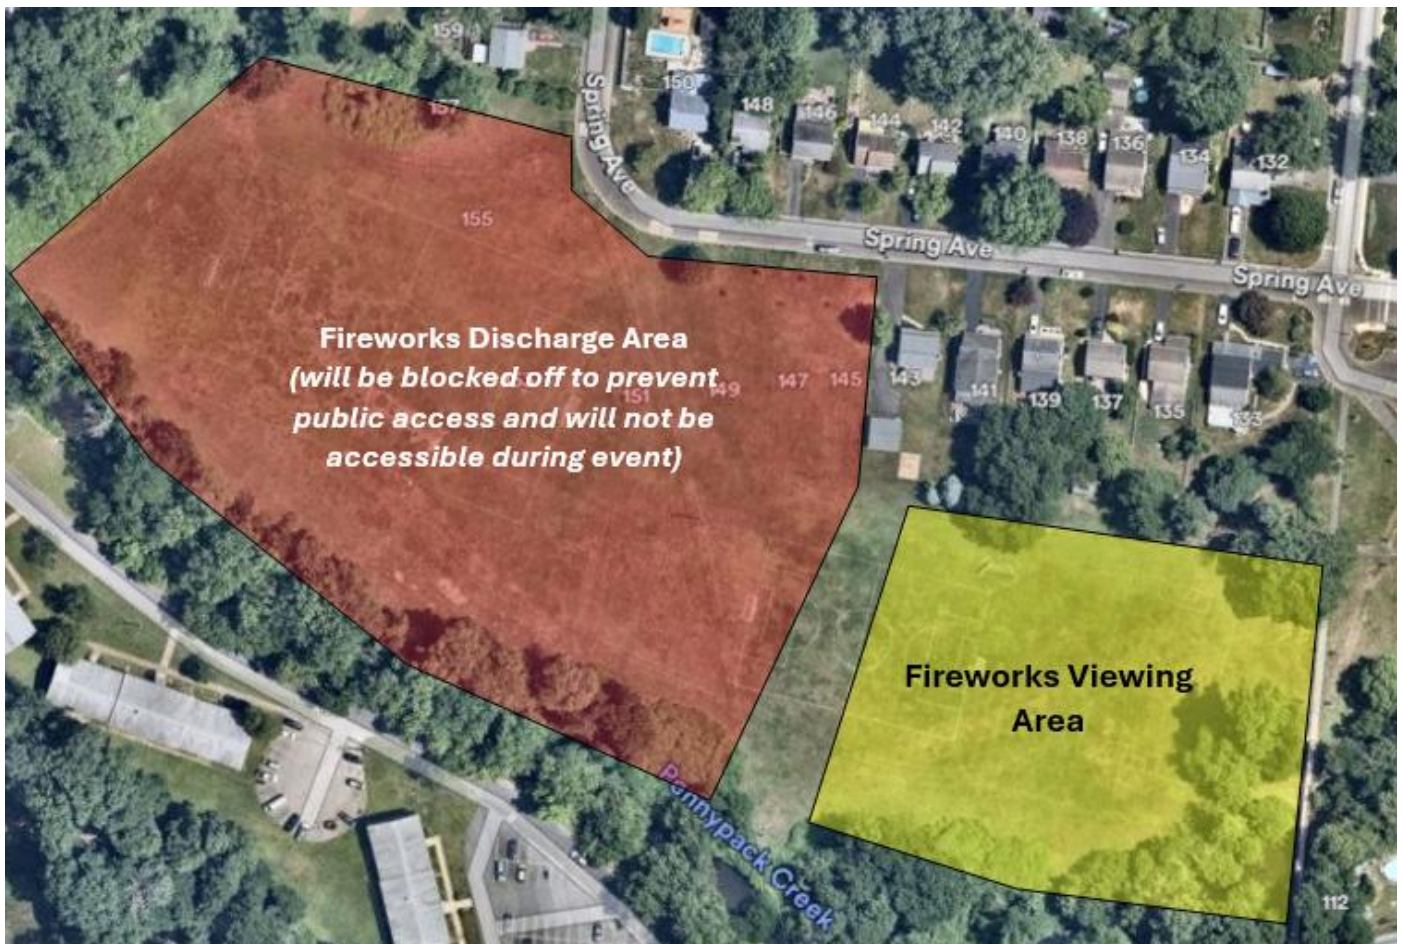 159
150
Spring Ave
157
148
146
144
142
140
138
136
134
132
155
Spring Ave
Spring Ave
Fireworks Discharge Area
(will be blocked off to prevent
public access and will not be
accessible during event)
151
149
147
145
143
141
139
137
135
133
Fireworks Viewing
Area
Pennypack Creek
112